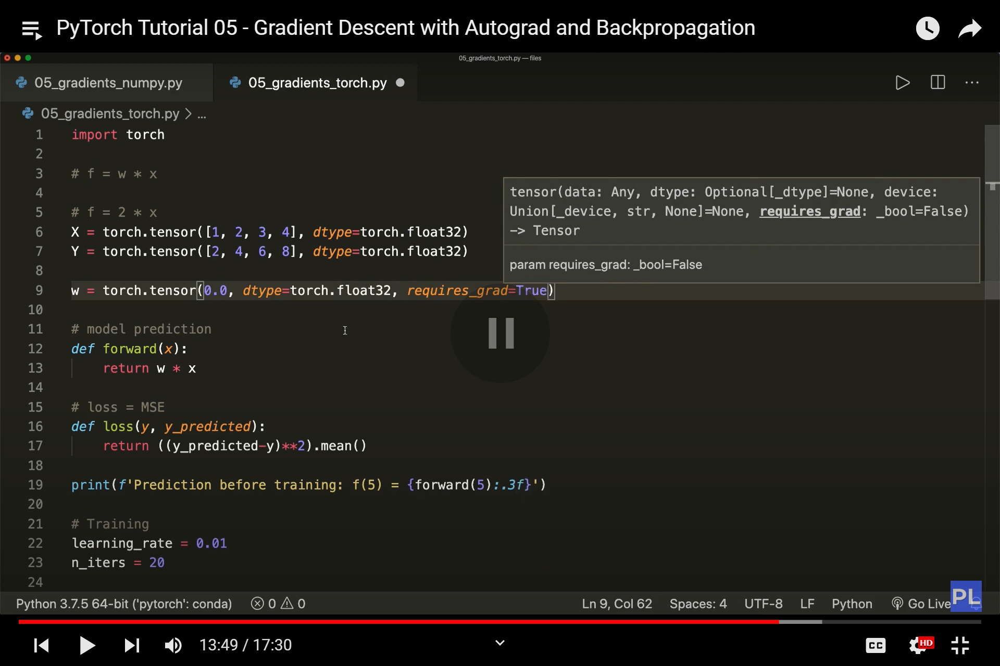 PyTorch Tutorial 05 - Gradient Descent with Autograd and Backpropagation
05_gradients_torch.py — files
05_gradients_numpy.py
05_gradients_torch.py
05_gradients_torch.py > ...
1 import torch
2
3 # f = w * x
4
5 # f = 2 * x
6 X = torch.tensor([1, 2, 3, 4], dtype=torch.float32)
7 Y = torch.tensor([2, 4, 6, 8], dtype=torch.float32)
8
9 w = torch.tensor(0.0, dtype=torch.float32, requires_grad=True)
tensor(data: Any, dtype: Optional[_dtype]=None, device:
Union[_device, str, None]=None, requires_grad: _bool=False)
-> Tensor
param requires_grad: _bool=False
10
11 # model prediction
12 def forward(x):
13     return w * x
14
15 # loss = MSE
16 def loss(y, y_predicted):
17     return ((y_predicted-y)**2).mean()
18
19 print(f'Prediction before training: f(5) = {forward(5):.3f}')
20
21 # Training
22 learning_rate = 0.01
23 n_iters = 20
24
Python 3.7.5 64-bit ('pytorch': conda) 0 0 Ln 9, Col 62 Spaces: 4 UTF-8 LF Python Go Live
PL
13:49 / 17:30
CC HD